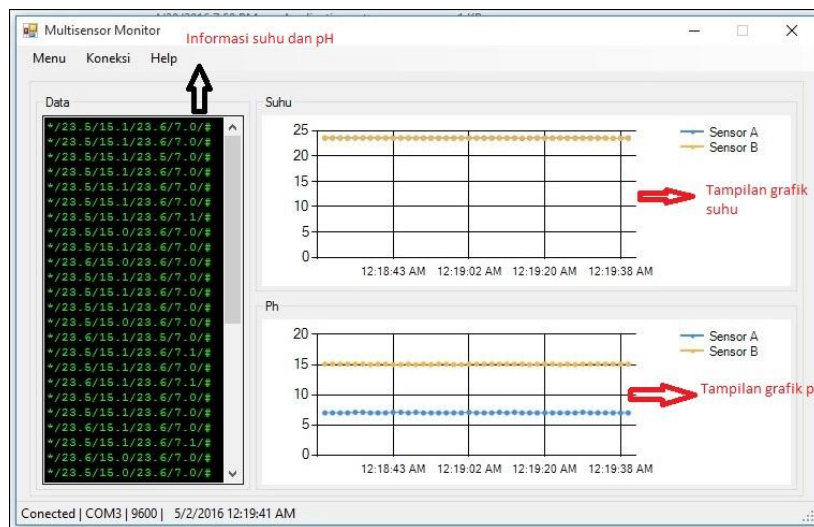 Multisensor Monitor
Informasi suhu dan pH
Menu Koneksi Help
Data
*/23.5/15.1/23.6/7.0/#
*/23.5/15.1/23.5/7.0/#
*/23.5/15.1/23.5/7.0/#
*/23.5/15.1/23.6/7.0/#
*/23.5/15.1/23.6/7.0/#
*/23.5/15.1/23.6/7.1/#
*/23.5/15.0/23.6/7.0/#
*/23.5/15.1/23.5/7.0/#
*/23.6/15.0/23.6/7.0/#
*/23.5/15.1/23.6/7.0/#
*/23.5/15.1/23.6/7.0/#
*/23.5/15.0/23.6/7.0/#
*/23.6/15.1/23.5/7.0/#
*/23.5/15.1/23.6/7.1/#
*/23.5/15.0/23.6/7.0/#
*/23.6/15.1/23.6/7.1/#
*/23.5/15.1/23.6/7.0/#
*/23.5/15.0/23.6/7.0/#
*/23.6/15.1/23.6/7.0/#
*/23.5/15.1/23.6/7.1/#
*/23.5/15.1/23.6/7.0/#
*/23.5/15.0/23.6/7.0/#
Suhu
25
20
15
10
5
0
12:18:43 AM 12:19:02 AM 12:19:20 AM 12:19:38 AM
Sensor A
Sensor B
Tampilan grafik
suhu
Ph
20
15
10
5
0
12:18:43 AM 12:19:02 AM 12:19:20 AM 12:19:38 AM
Sensor A
Sensor B
Tampilan grafik p
Conected | COM3 | 9600 | 5/2/2016 12:19:41 AM